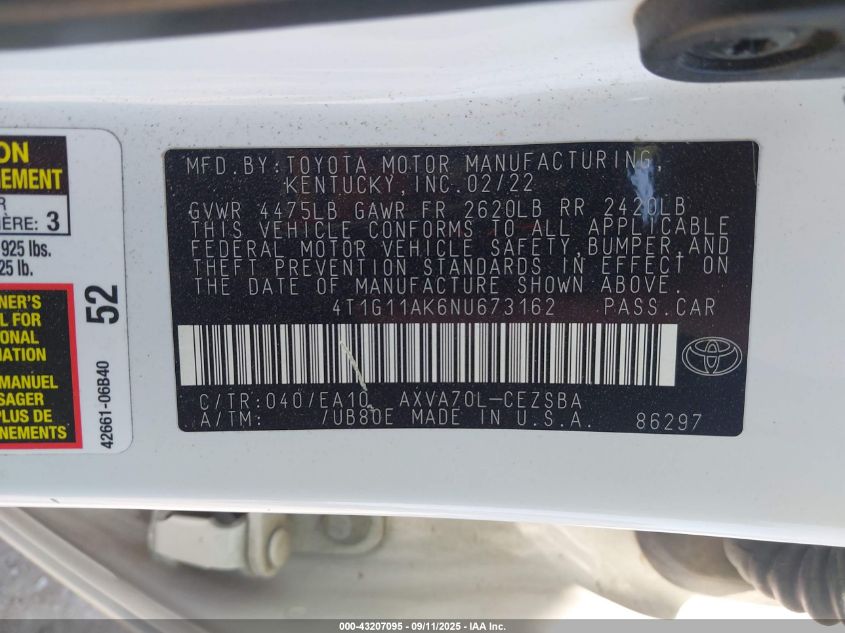 ON
GEMENT
R
IÈRE: 3
925 lbs.
25 lb.
NER'S
L FOR
ONAL
MATION
MANUEL
SAGER
PLUS DE
NEMENTS
52
42661-06B40
MFD.BY:TOYOTA MOTOR MANUFACTURING,
KENTUCKY,INC.02/22
GVWR 4475LB GAWR FR 2620LB RR 2420LB
THIS VEHICLE CONFORMS TO ALL APPLICABLE
FEDERAL MOTOR VEHICLE SAFETY,BUMPER,AND
THEFT PREVENTION STANDARDS IN EFFECT ON
THE DATE OF MANUFACTURE SHOWN ABOVE.
4T1G11AK6NU673162 PASS.CAR
C/TR:040/EA10 AXVA70L-CEZSBA
A/TM: /UB80E MADE IN U.S.A. 86297
000-43207095 - 09/11/2025 - IAA Inc.